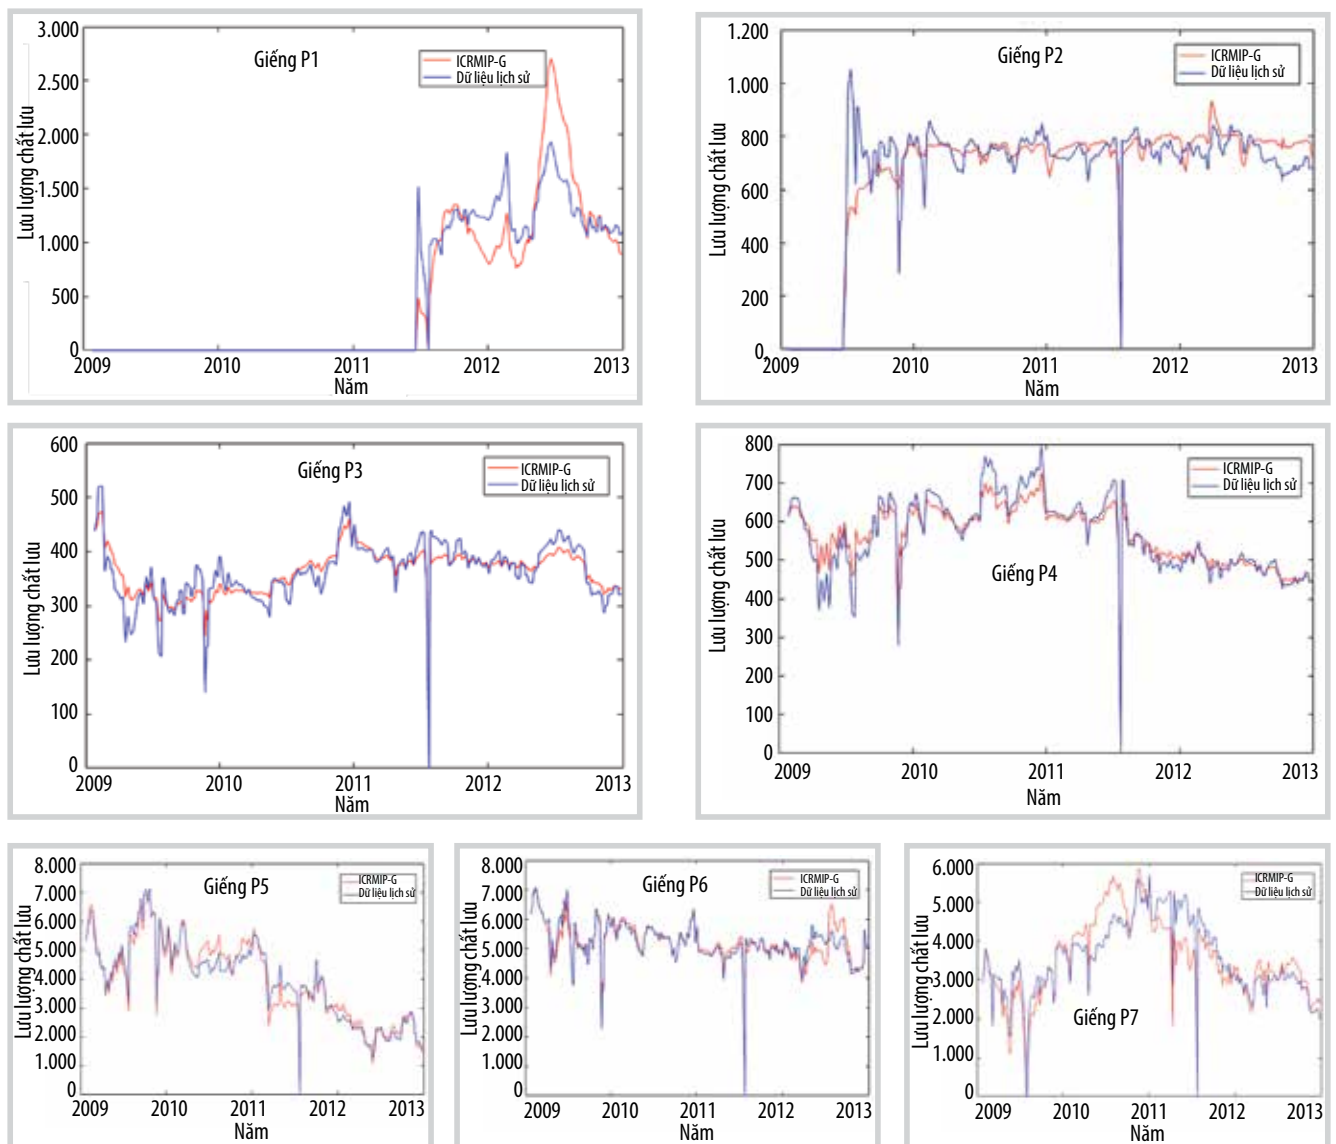 Giếng P1
ICRMIP-G
Dữ liệu lịch sử
Lưu lượng chất lưu
3.000
2.500
2.000
1.500
1.000
500
0
2009 2010 2011 2012 2013
Năm
Giếng P2
ICRMIP-G
Dữ liệu lịch sử
Lưu lượng chất lưu
1.200
1.000
800
600
400
200
0
2009 2010 2011 2012 2013
Năm
Giếng P3
ICRMIP-G
Dữ liệu lịch sử
Lưu lượng chất lưu
600
500
400
300
200
100
0
2009 2010 2011 2012 2013
Năm
Giếng P4
ICRMIP-G
Dữ liệu lịch sử
Lưu lượng chất lưu
800
700
600
500
400
300
200
100
0
2009 2010 2011 2012 2013
Năm
Giếng P5
ICRMIP-G
Dữ liệu lịch sử
Lưu lượng chất lưu
8.000
7.000
6.000
5.000
4.000
3.000
2.000
1.000
0
2009 2010 2011 2012 2013
Năm
Giếng P6
ICRMIP-G
Dữ liệu lịch sử
Lưu lượng chất lưu
8.000
7.000
6.000
5.000
4.000
3.000
2.000
1.000
0
2009 2010 2011 2012 2013
Năm
Giếng P7
ICRMIP-G
Dữ liệu lịch sử
Lưu lượng chất lưu
6.000
5.000
4.000
3.000
2.000
1.000
0
2009 2010 2011 2012 2013
Năm